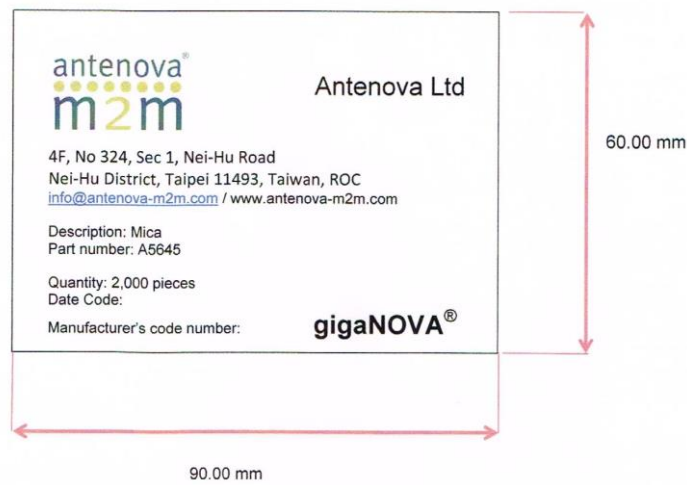 antenova®
m2m
Antenova Ltd
60.00 mm
4F, No 324, Sec 1, Nei-Hu Road
Nei-Hu District, Taipei 11493, Taiwan, ROC
info@antenova-m2m.com / www.antenova-m2m.com
Description: Mica
Part number: A5645
Quantity: 2,000 pieces
Date Code:
Manufacturer's code number:
gigaNOVA®
90.00 mm